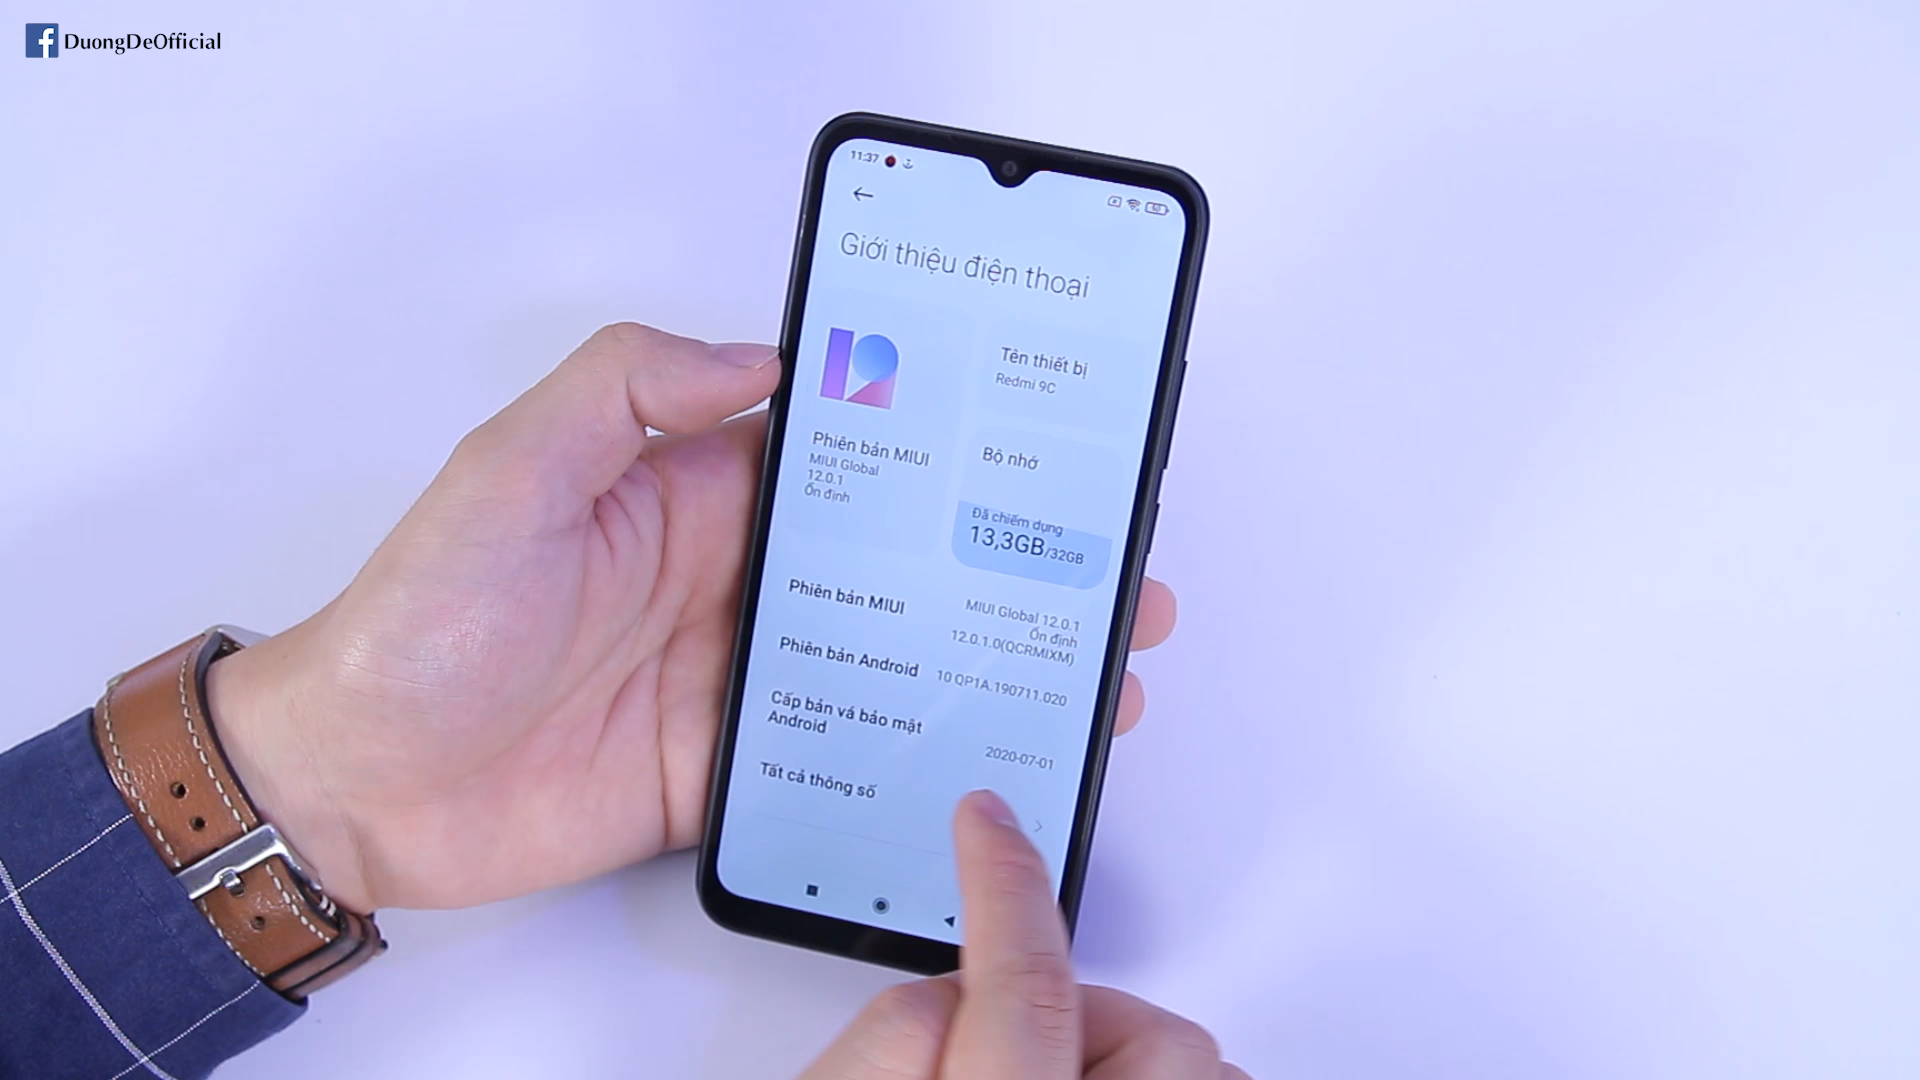 DuongDeOfficial
11:37
Giới thiệu điện thoại
Tên thiết bị
Redmi 9C
Phiên bản MIUI
MIUI Global
12.0.1
Ổn định
Bộ nhớ
Đã chiếm dụng
13,3GB/32GB
Phiên bản MIUI
MIUI Global 12.0.1
Ổn định
12.0.1.0(QCRMIXM)
Phiên bản Android
10 QP1A.190711.020
Cấp bản vá bảo mật
Android
2020-07-01
Tất cả thông số